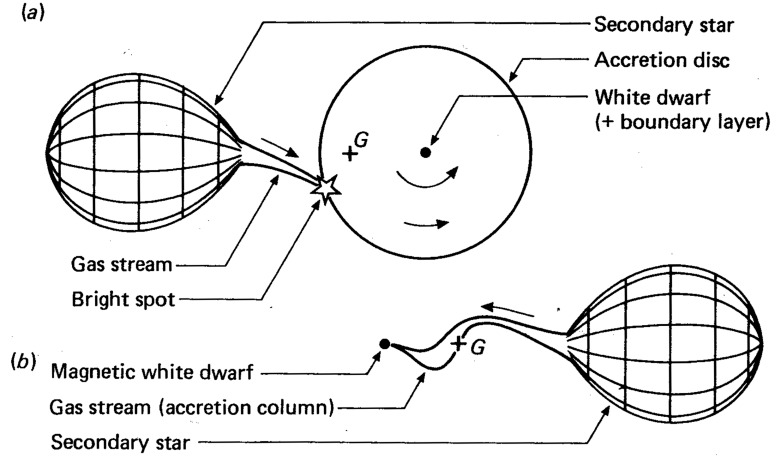 (a)
Secondary star
Accretion disc
White dwarf
(+ boundary layer)
G
Gas stream
Bright spot
(b)
G
Magnetic white dwarf
Gas stream (accretion column)
Secondary star